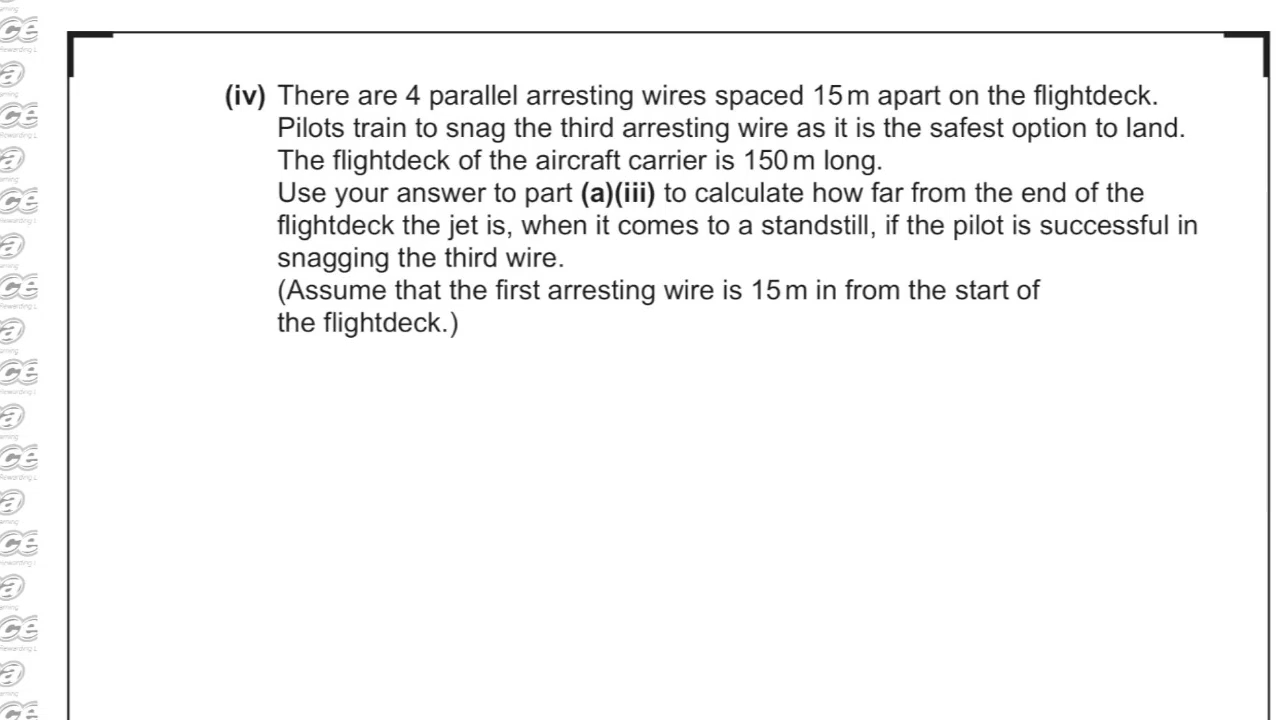 (iv) There are 4 parallel arresting wires spaced 15 m apart on the flightdeck.
Pilots train to snag the third arresting wire as it is the safest option to land.
The flightdeck of the aircraft carrier is 150 m long.
Use your answer to part (a)(iii) to calculate how far from the end of the
flightdeck the jet is, when it comes to a standstill, if the pilot is successful in
snagging the third wire.
(Assume that the first arresting wire is 15 m in from the start of
the flightdeck.)